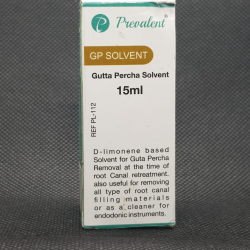 Prevalent
GP SOLVENT
Gutta Percha Solvent
15ml
REF PL-112
D-limonene based
Solvent for Guta Percha
Removal at the time of
root Canal retreatment.
also useful for removing
all type of root canal
filling materials
or as a cleaner for
endodonic instruments.